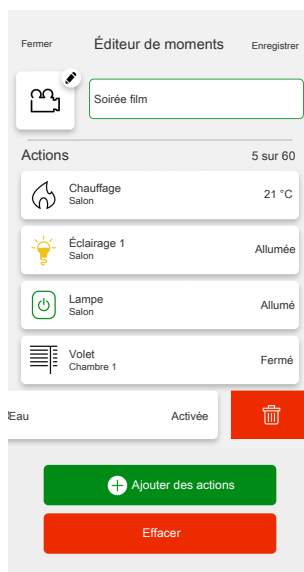 Fermer Éditeur de moments Enregistrer
Soirée film
Actions 5 sur 60
Chauffage
Salon 21 °C
Éclairage 1
Salon Allumée
Lampe
Salon Allumé
Volet
Chambre 1 Fermé
Eau Activée
Ajouter des actions
Effacer